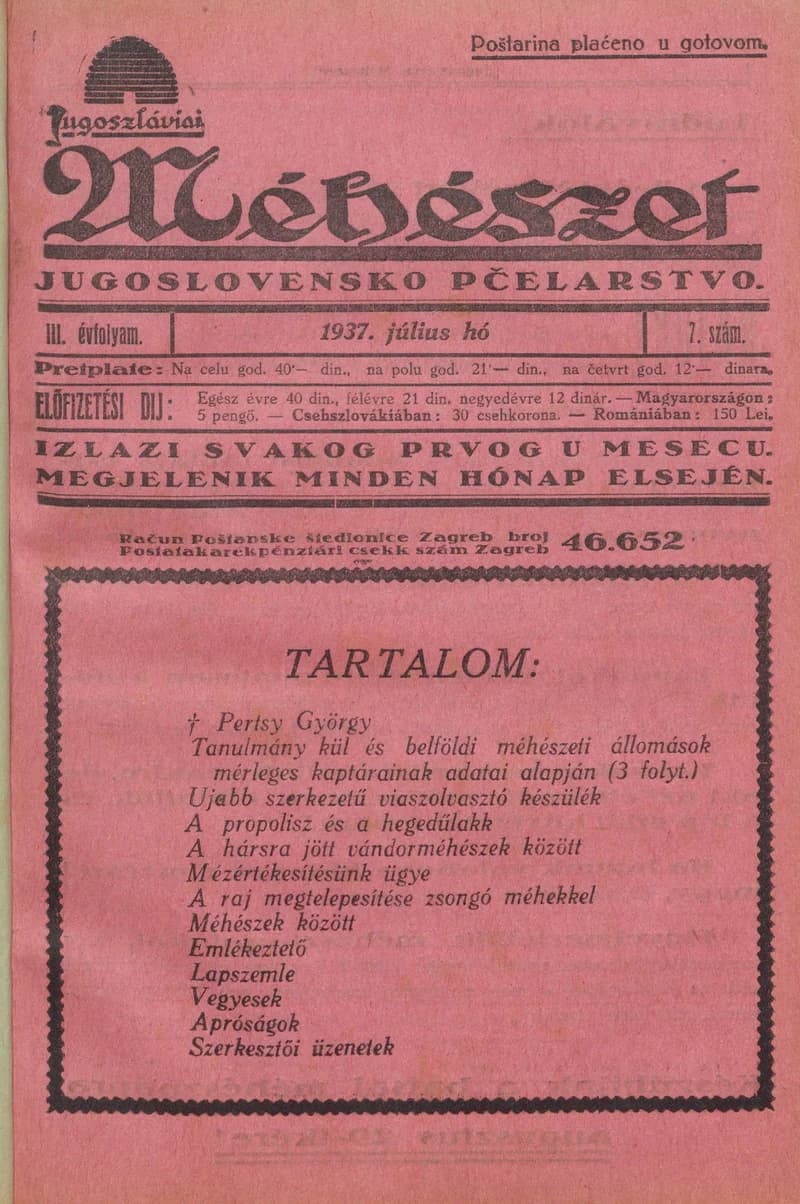 Poštarina plaćeno u gotovom.
Jugoszláviai
Méhészet
JUGOSLOVENSKO PČELARSTVO.
III. évfolyam.
1937. július hó
7. szám.
Pretplate: Na celu god. 40·— din., na polu god. 21·— din., na četvrt god. 12·— dinara.
ELŐFIZETÉSI DIJ:
Egész évre 40 din., félévre 21 din. negyedévre 12 dinár. — Magyarországon:
5 pengő. — Csehszlovákiában: 30 csehkorona. — Romániában: 150 Lei.
IZLAZI SVAKOG PRVOG U MESECU.
MEGJELENIK MINDEN HÓNAP ELSEJÉN.
Račun Poštanske štedionice Zagreb broj
Postatakarékpénztári csekk szám Zagreb
46.652
TARTALOM:
† Pertsy György
Tanulmány kül és belföldi méhészeti állomások
mérleges kaptárainak adatai alapján (3 folyt.)
Ujabb szerkezetű viaszolvasztó készülék
A propolisz és a hegedűlakk
A hársra jött vándorméhészek között
Mézértékesítésünk ügye
A raj megtelepesítése zsongó méhekkel
Méhészek között
Emlékeztető
Lapszemle
Vegyesek
Apróságok
Szerkesztői üzenetek